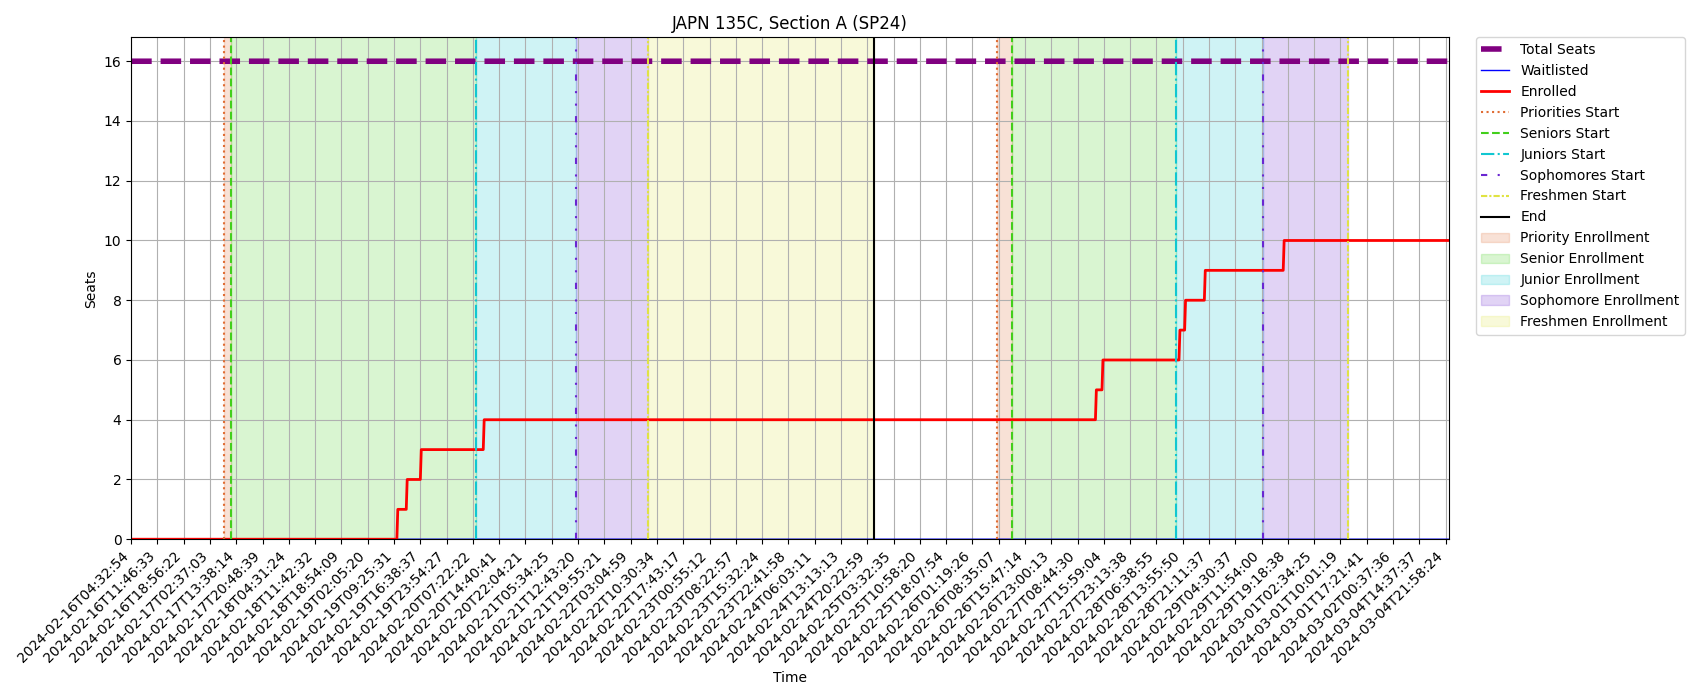 JAPN 135C, Section A (SP24)
Seats
16
14
12
10
8
6
4
2
0
2024-02-16T04:32:54
2024-02-16T11:46:33
2024-02-16T18:56:22
2024-02-17T02:37:03
2024-02-17T13:38:14
2024-02-17T20:48:39
2024-02-18T04:31:24
2024-02-18T11:42:32
2024-02-18T18:54:09
2024-02-19T02:05:20
2024-02-19T09:25:31
2024-02-19T16:38:37
2024-02-19T23:54:27
2024-02-20T07:22:22
2024-02-20T14:40:41
2024-02-20T22:04:21
2024-02-21T05:34:25
2024-02-21T12:43:20
2024-02-21T19:55:21
2024-02-22T03:04:59
2024-02-22T10:30:34
2024-02-22T17:43:17
2024-02-23T00:55:12
2024-02-23T08:22:57
2024-02-23T15:32:24
2024-02-23T22:41:58
2024-02-24T06:03:11
2024-02-24T13:13:13
2024-02-24T20:22:59
2024-02-25T03:32:35
2024-02-25T10:58:20
2024-02-25T18:07:54
2024-02-26T01:19:26
2024-02-26T08:35:07
2024-02-26T15:47:14
2024-02-26T23:00:13
2024-02-27T08:44:30
2024-02-27T15:59:04
2024-02-27T23:13:38
2024-02-28T06:38:55
2024-02-28T13:55:50
2024-02-28T21:11:37
2024-02-29T04:30:37
2024-02-29T11:54:00
2024-02-29T19:18:38
2024-03-01T02:34:25
2024-03-01T10:01:19
2024-03-01T17:21:41
2024-03-02T00:37:36
2024-03-04T14:37:37
2024-03-04T21:58:24
Time
Total Seats
Waitlisted
Enrolled
Priorities Start
Seniors Start
Juniors Start
Sophomores Start
Freshmen Start
End
Priority Enrollment
Senior Enrollment
Junior Enrollment
Sophomore Enrollment
Freshmen Enrollment